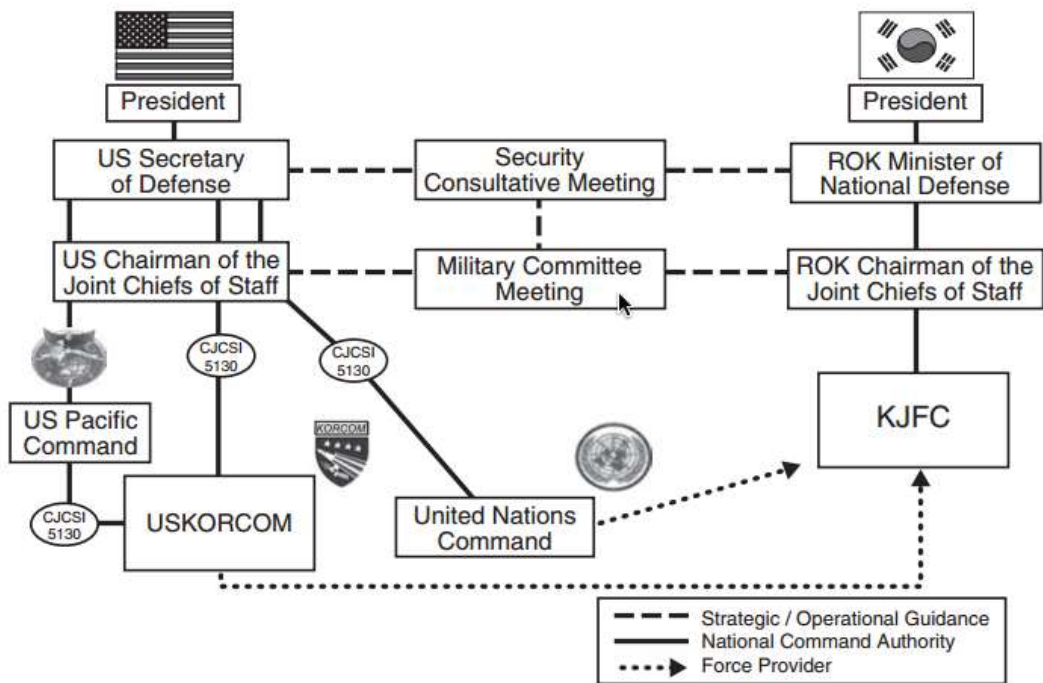 President
President
US Secretary
of Defense
Security
Consultative Meeting
ROK Minister of
National Defense
US Chairman of the
Joint Chiefs of Staff
Military Committee
Meeting
ROK Chairman of the
Joint Chiefs of Staff
CJCSI
5130
CJCSI
5130
US Pacific
Command
KORCOM
KJFC
CJCSI
5130
USKORCOM
United Nations
Command
Strategic / Operational Guidance
National Command Authority
Force Provider